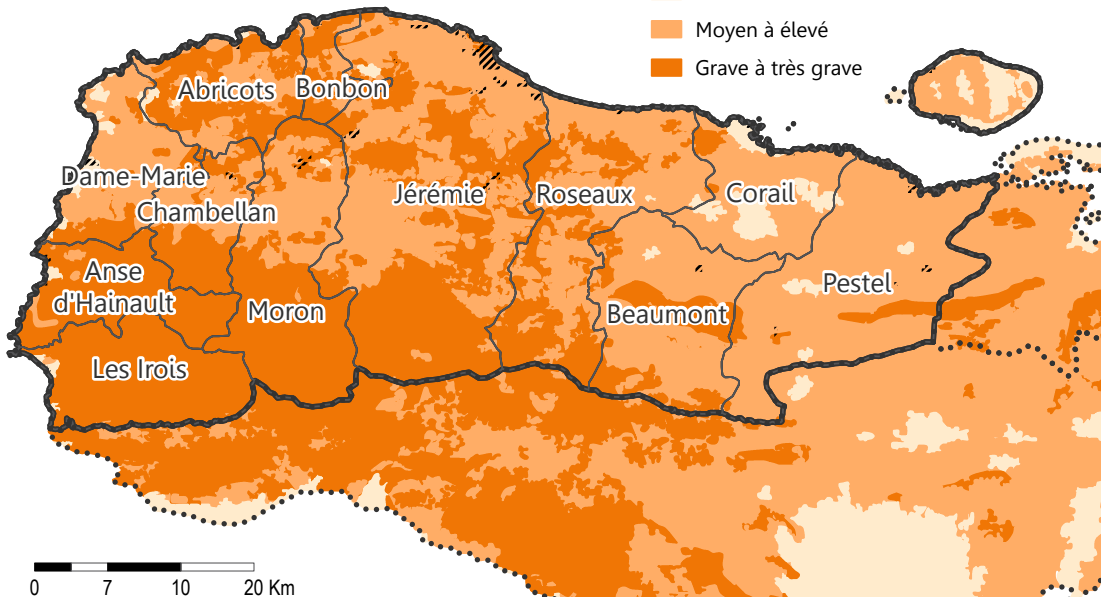 Moyen à élevé
Grave à très grave
Abricots
Bonbon
Dame-Marie
Chambellan
Jérémie
Roseaux
Corail
Anse
d'Hainault
Moron
Beaumont
Pestel
Les Irois
0 7 10 20 Km